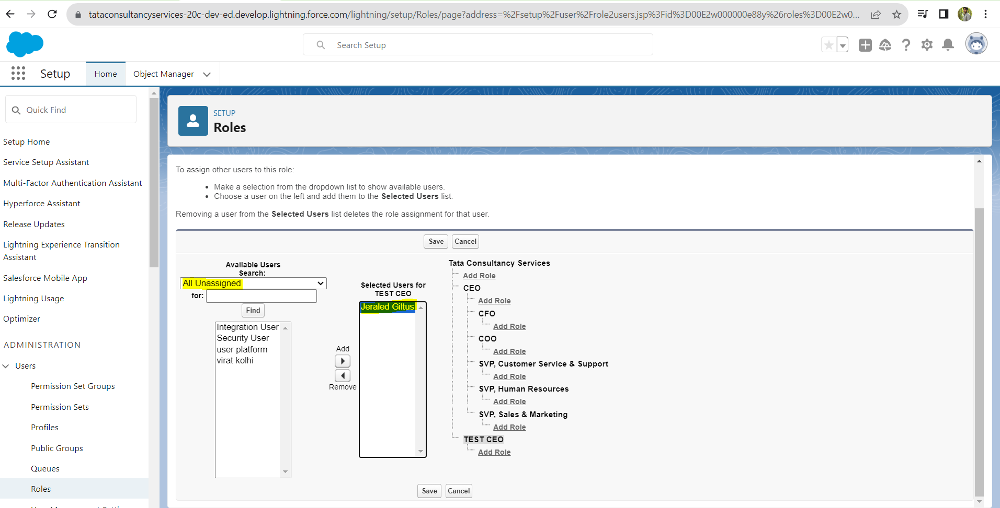 tataconsultancyservices-20c-dev-ed.develop.lightning.force.com/lightning/setup/Roles/page?address=%2Fsetup%2Fuser%2Frole2users.jsp%3Fid%3D00E2w000000e88y%26roles%3D00E2w0...
Search Setup
Setup
Home
Object Manager
Quick Find
Setup Home
Service Setup Assistant
Multi-Factor Authentication Assistant
Hyperforce Assistant
Release Updates
Lightning Experience Transition
Assistant
Salesforce Mobile App
Lightning Usage
Optimizer
ADMINISTRATION
Users
Permission Set Groups
Permission Sets
Profiles
Public Groups
Queues
Roles
SETUP
Roles
To assign other users to this role:
• Make a selection from the dropdown list to show available users.
• Choose a user on the left and add them to the Selected Users list.
Removing a user from the Selected Users list deletes the role assignment for that user.
Save Cancel
Available Users
Search:
All Unassigned
for:
Find
Integration User
Security User
user platform
virat kolhi
Add
Remove
Selected Users for
TEST CEO
Jeraled Giltus
Tata Consultancy Services
Add Role
CEO
Add Role
CFO
Add Role
COO
Add Role
SVP, Customer Service & Support
Add Role
SVP, Human Resources
Add Role
SVP, Sales & Marketing
Add Role
TEST CEO
Add Role
Save Cancel